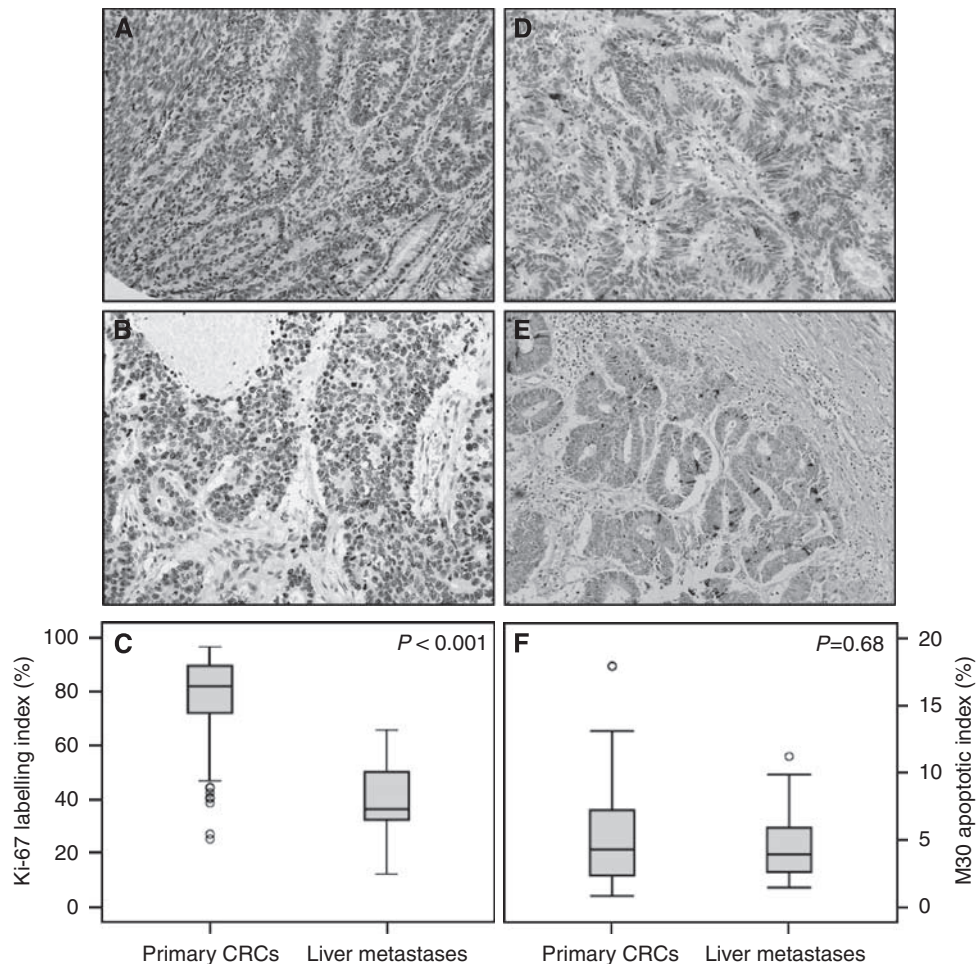 A
D
B
E
C
P < 0.001
Ki-67 labelling index (%)
100
80
60
40
20
0
Primary CRCs
Liver metastases
F
P=0.68
M30 apoptotic index (%)
20
15
10
5
0
Primary CRCs
Liver metastases